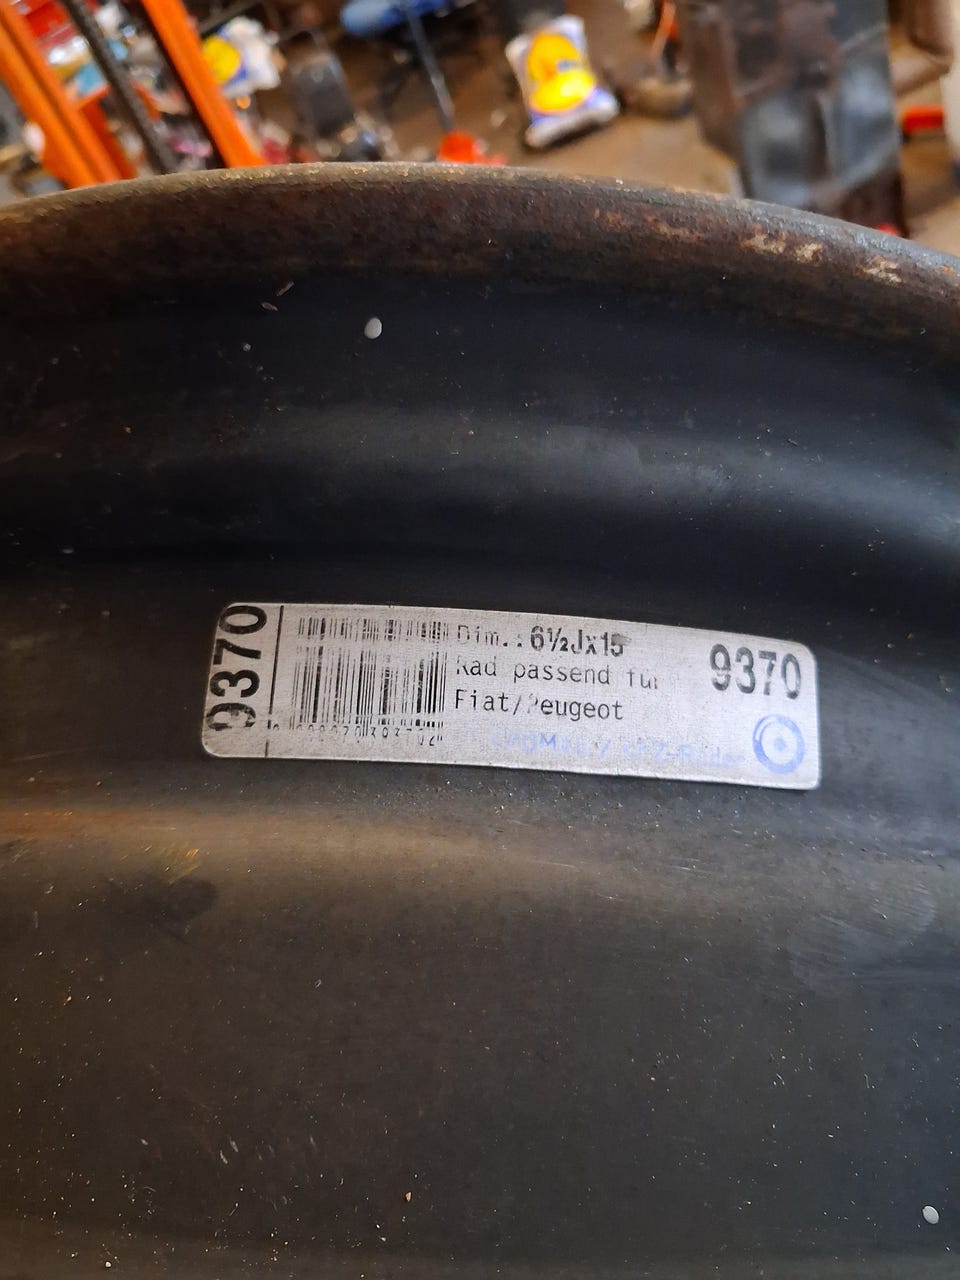 9370
Dim.: 6½Jx15
Rad passend für
Fiat/Peugeot
9370